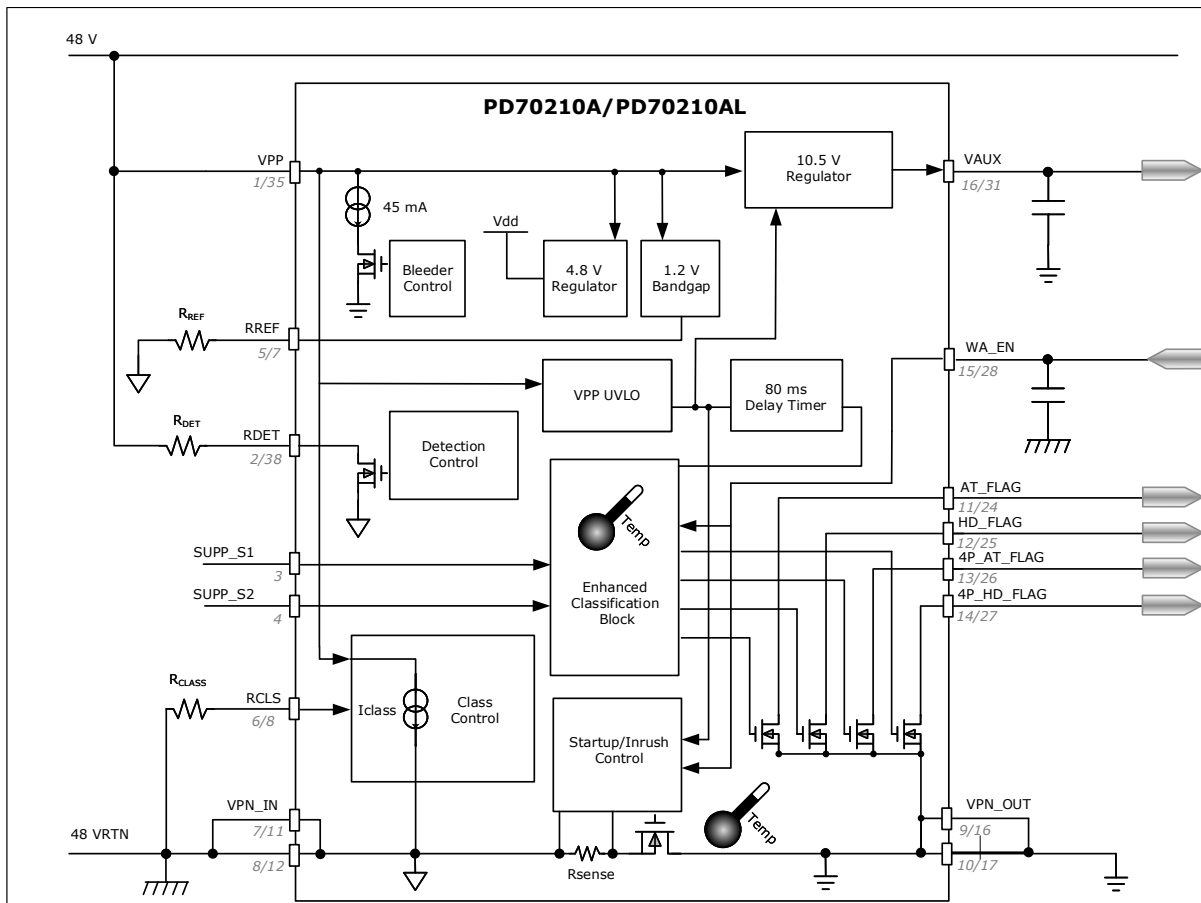 48 V
PD70210A/PD70210AL
VPP
1/35
45 mA
Bleeder
Control
Vdd
4.8 V
Regulator
1.2 V
Bandgap
10.5 V
Regulator
VAUX
16/31
RREF
RREF
5/7
WA_EN
15/28
VPP UVLO
80 ms
Delay Timer
RDET
RDET
2/38
Detection
Control
Temp
Enhanced
Classification
Block
AT_FLAG
11/24
HD_FLAG
12/25
4P_AT_FLAG
13/26
4P_HD_FLAG
14/27
SUPP_S1
3
SUPP_S2
4
RCLASS
RCLS
6/8
Iclass
Class
Control
Startup/Inrush
Control
Temp
VPN_IN
7/11
48 VRTN
8/12
Rsense
VPN_OUT
9/16
10/17